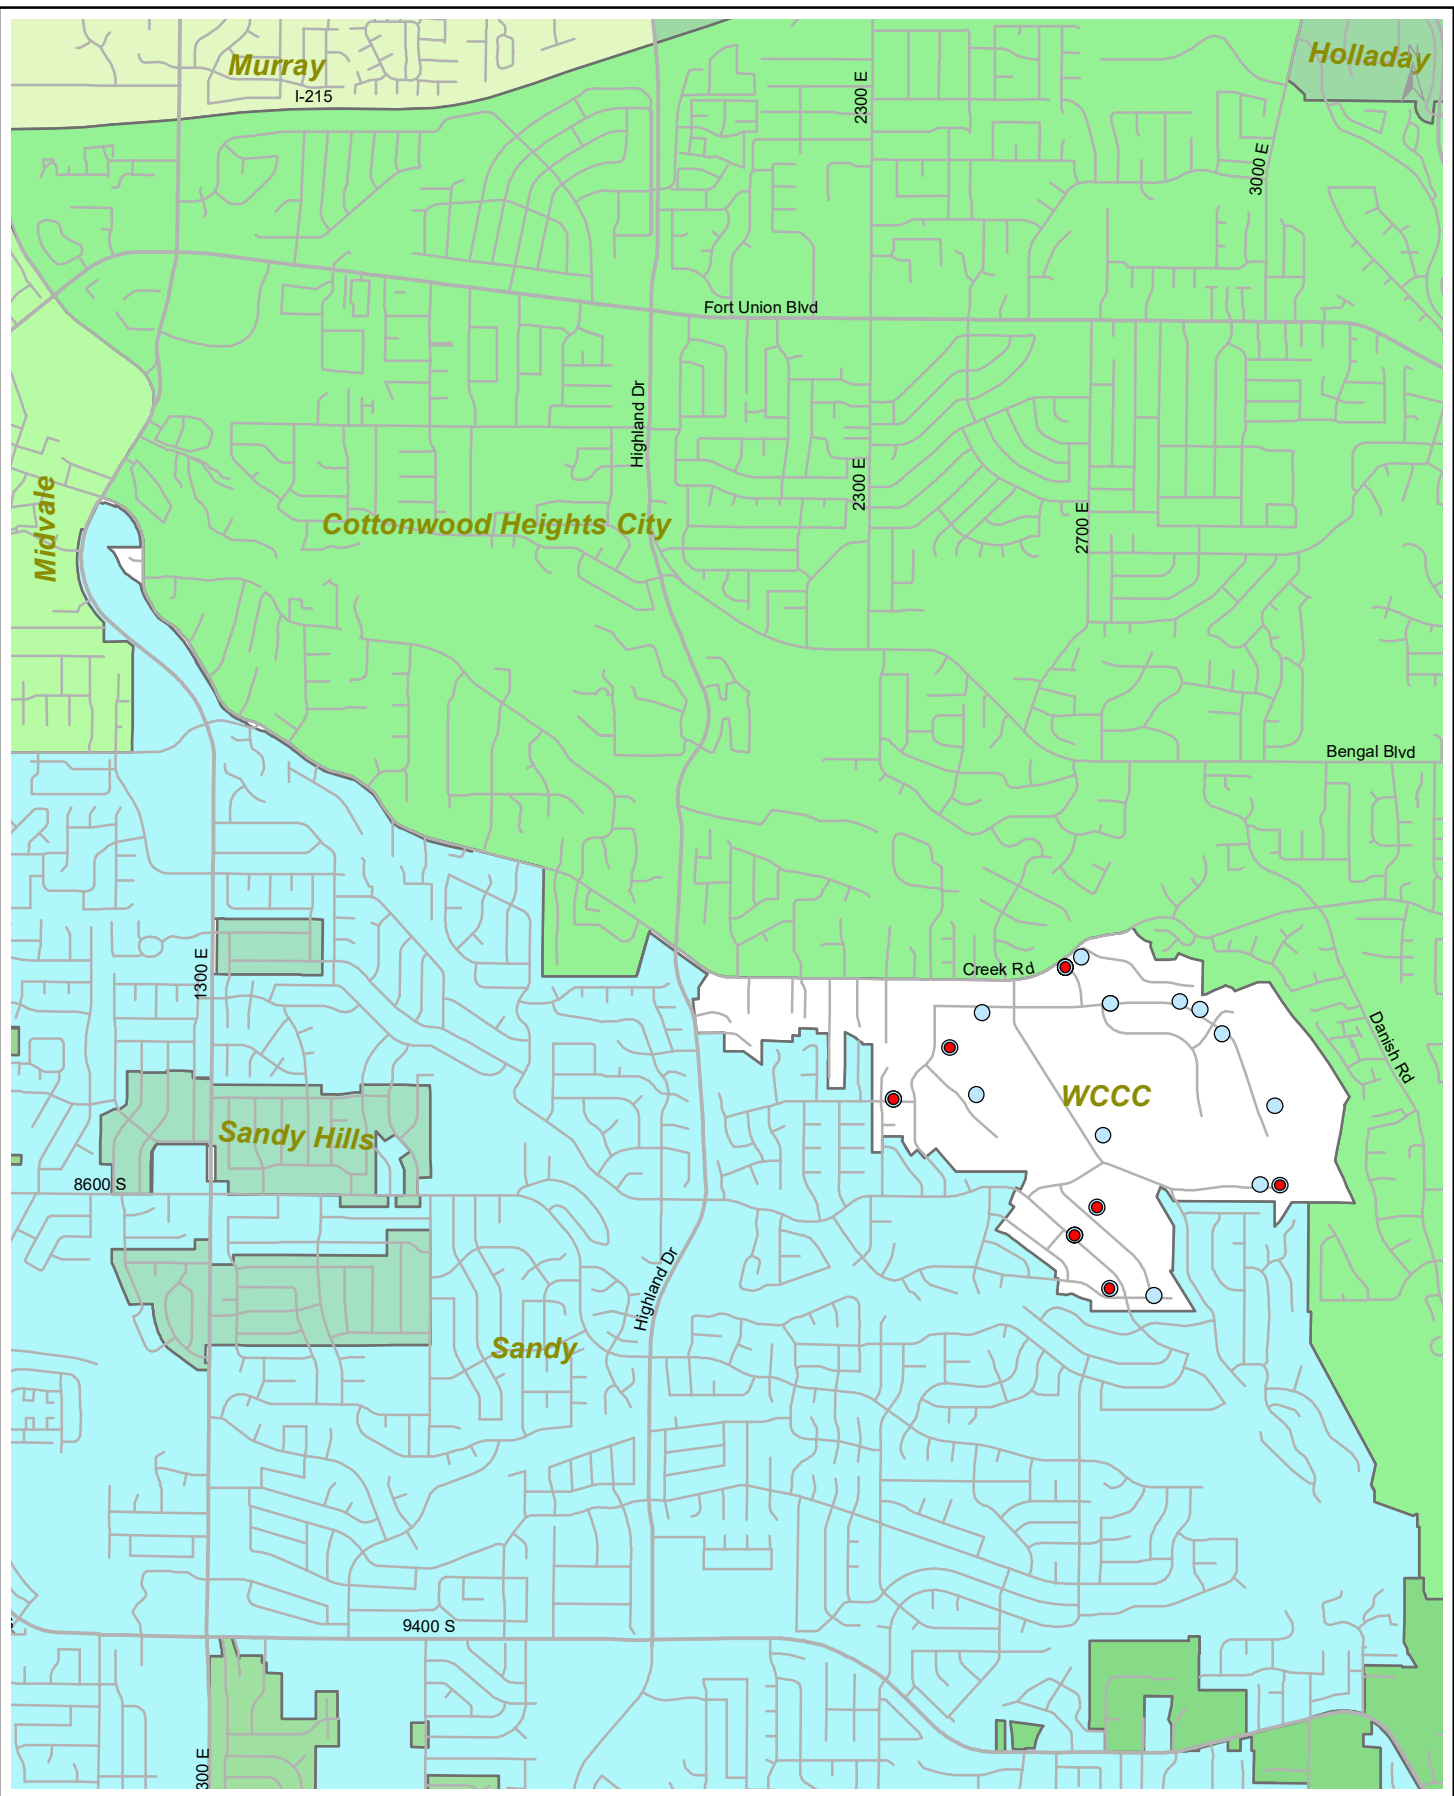 Murray
Holladay
I-215
2300 E
3000 E
Fort Union Blvd
Highland Dr
2300 E
Midvale
Cottonwood Heights City
2700 E
Bengal Blvd
1300 E
Creek Rd
Danish Rd
WCCC
Sandy Hills
8600 S
Highland Dr
Sandy
9400 S
300 E